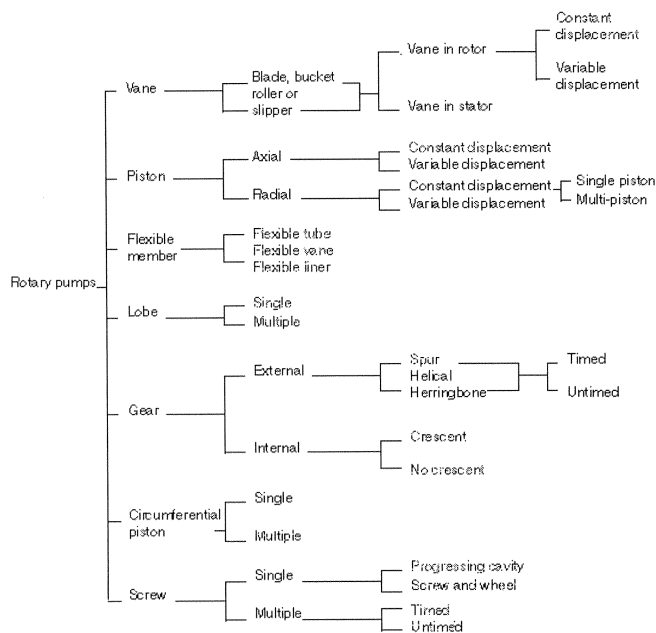 Constant
displacement
Vane in rotor
Variable
displacement
Vane
Blade, bucket
roller or
slipper
Vane in stator
Piston
Axial
Constant displacement
Variable displacement
Radial
Constant displacement
Variable displacement
Single piston
Multi-piston
Flexible
member
Flexible tube
Flexible vane
Flexible liner
Rotary pumps
Lobe
Single
Multiple
Gear
External
Spur
Helical
Herringbone
Timed
Untimed
Internal
Crescent
No crescent
Circumferential
piston
Single
Multiple
Screw
Single
Progressing cavity
Screw and wheel
Multiple
Timed
Untimed